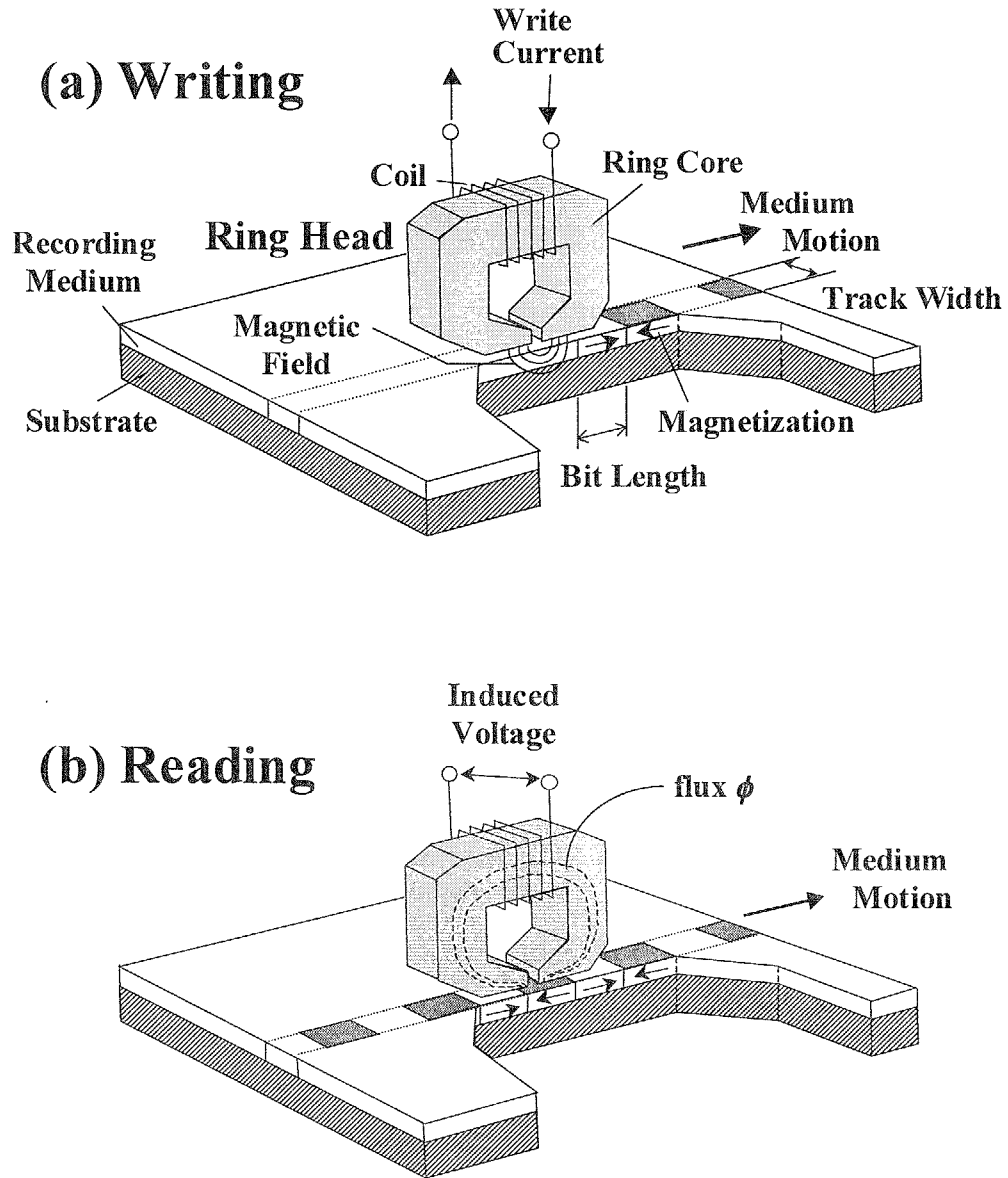 (a) Writing
Write
Current
Coil
Ring Core
Ring Head
Medium
Motion
Recording
Medium
Track Width
Magnetic
Field
Substrate
Magnetization
Bit Length
(b) Reading
Induced
Voltage
flux ϕ
Medium
Motion